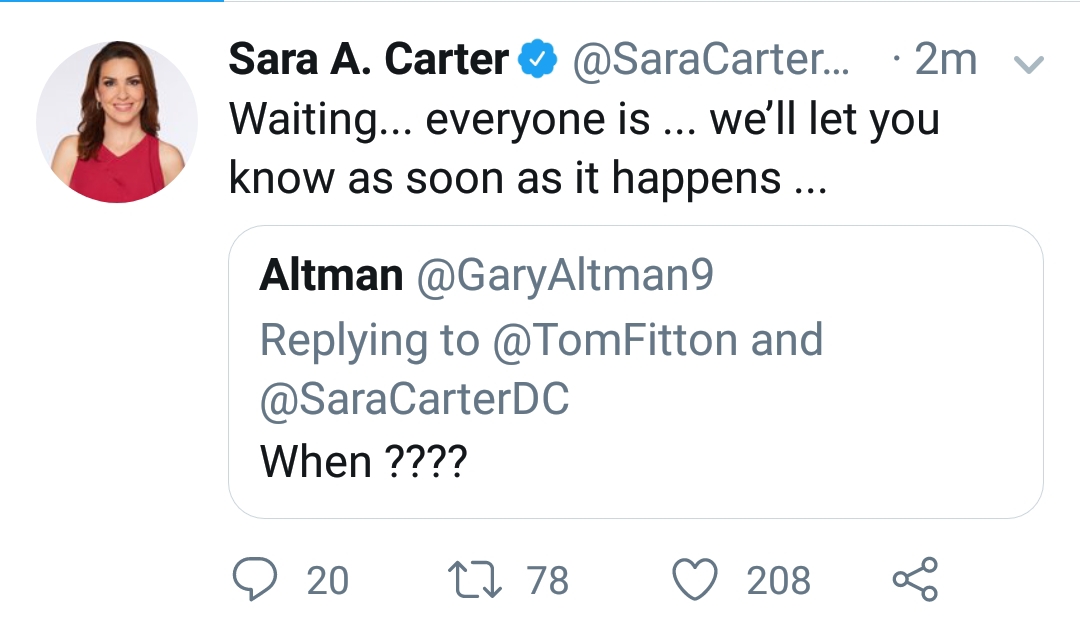 Sara A. Carter @SaraCarter... · 2m
Waiting... everyone is ... we’ll let you
know as soon as it happens ...
Altman @GaryAltman9
Replying to @TomFitton and
@SaraCarterDC
When ????
20 78 208